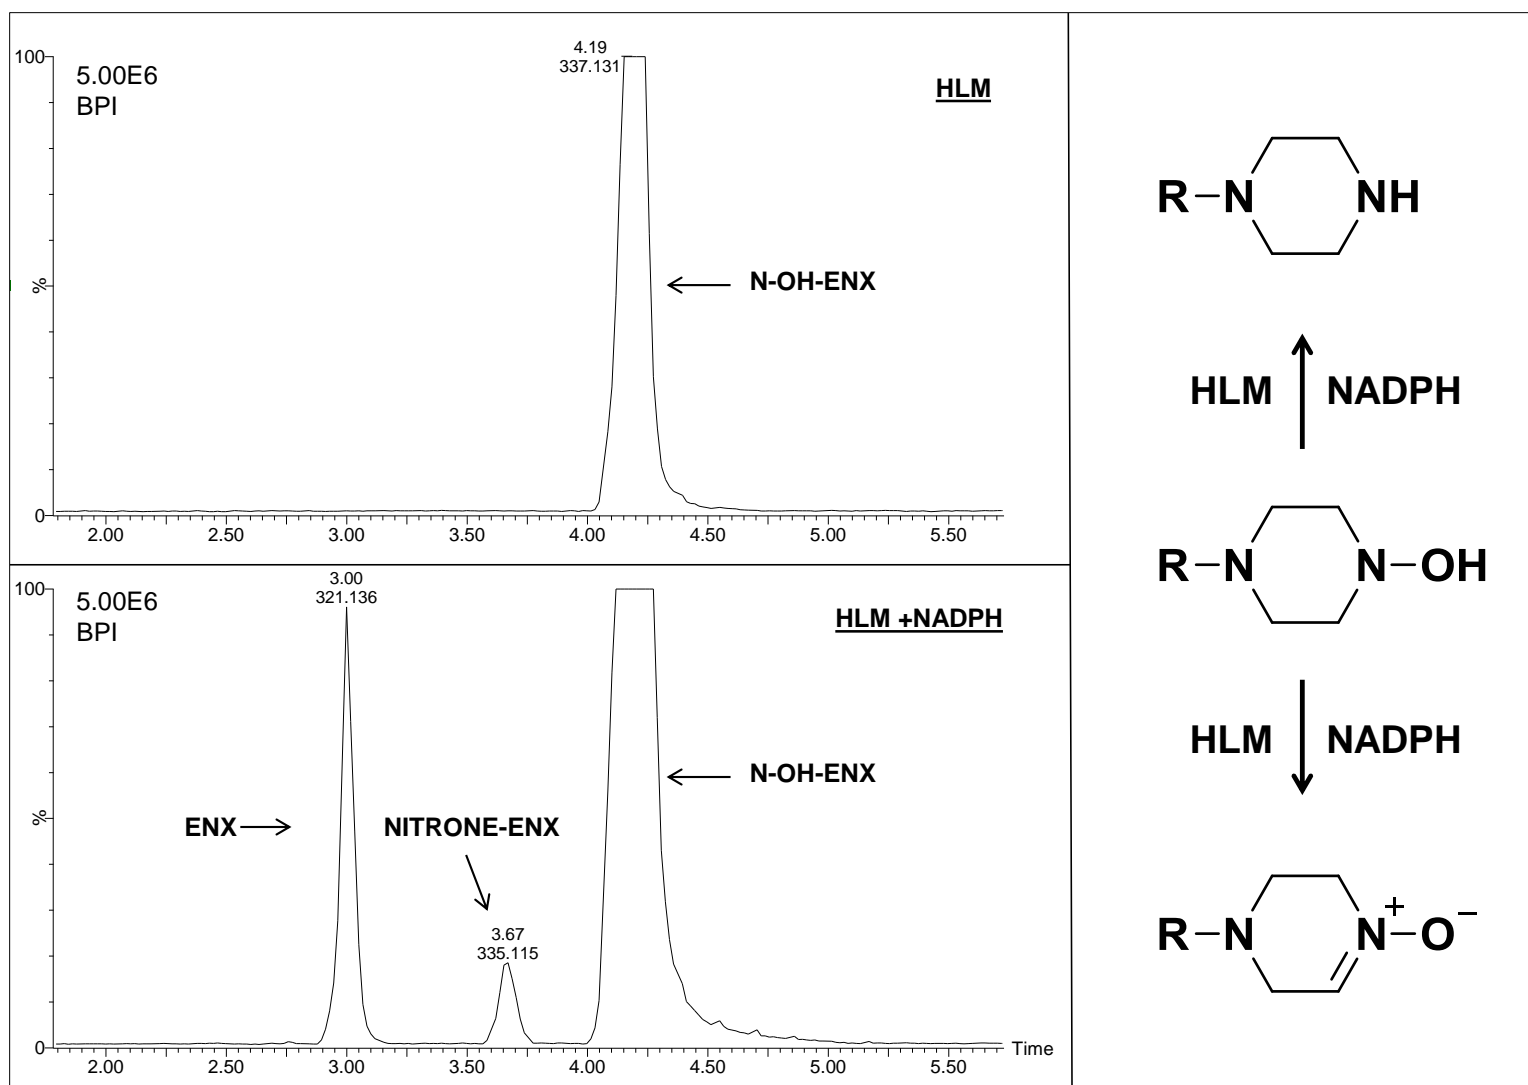 4.19
337.131
100
5.00E6
BPI
HLM
N-OH-ENX
%
0
2.00 2.50 3.00 3.50 4.00 4.50 5.00 5.50
3.00
321.136
100
5.00E6
BPI
HLM +NADPH
N-OH-ENX
%
ENX
NITRONE-ENX
3.67
335.115
0
Time
2.00 2.50 3.00 3.50 4.00 4.50 5.00 5.50
R–N NH
HLM NADPH
R–N N–OH
HLM NADPH
R–N N+–O−